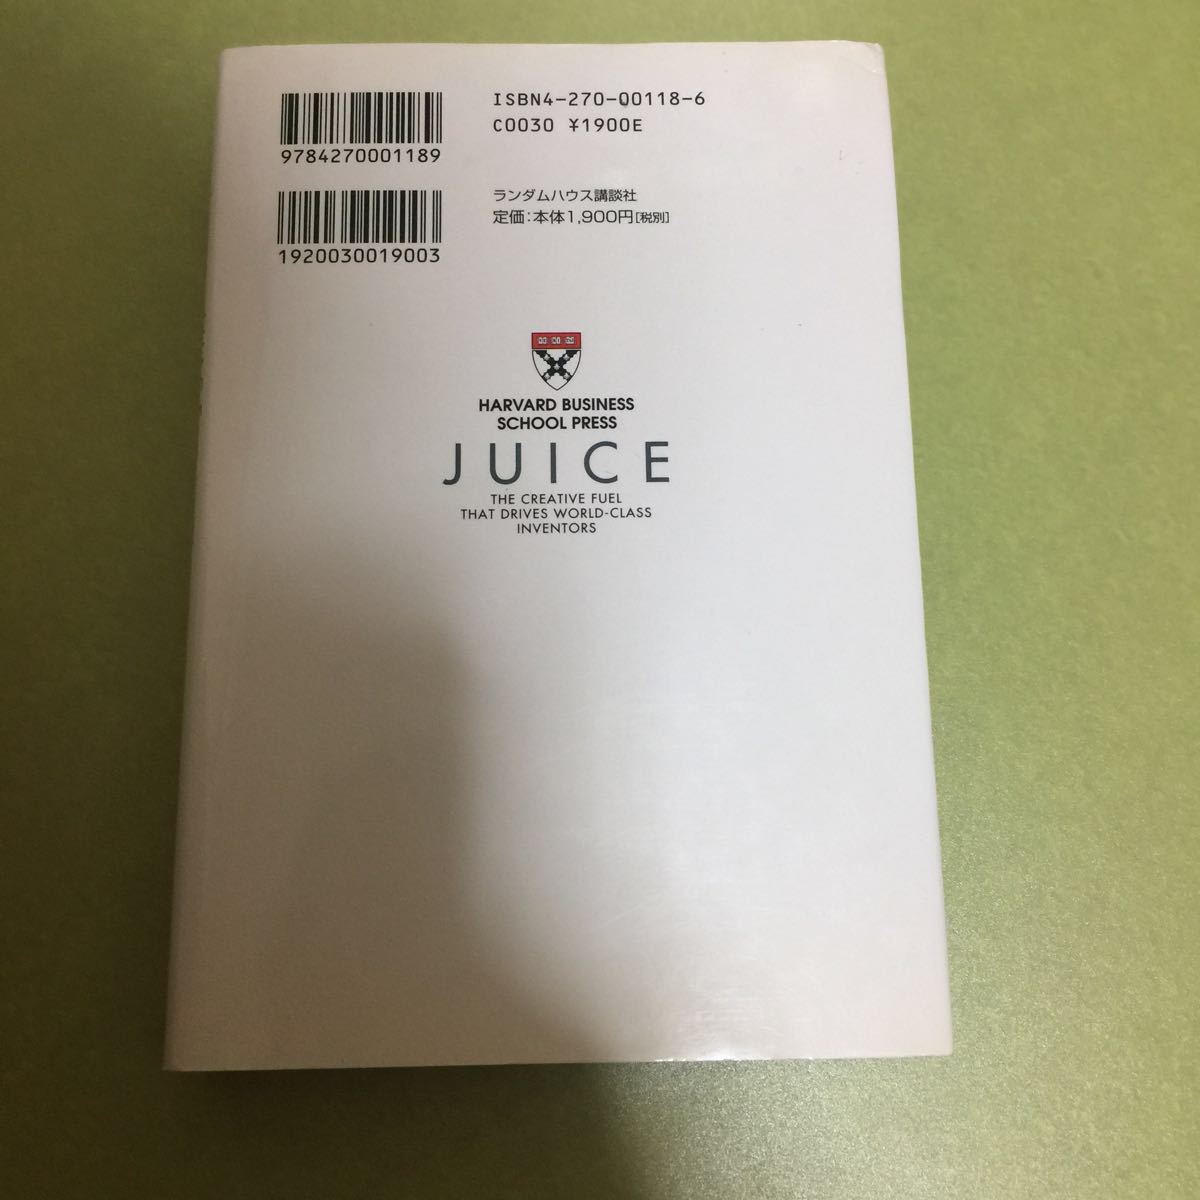 ISBN4-270-00118-6
C0030 ¥1900E
9784270001189
ランダムハウス講談社
定価:本体1,900円[税別]
1920030019003
HARVARD BUSINESS
SCHOOL PRESS
JUICE
THE CREATIVE FUEL
THAT DRIVES WORLD-CLASS
INVENTORS